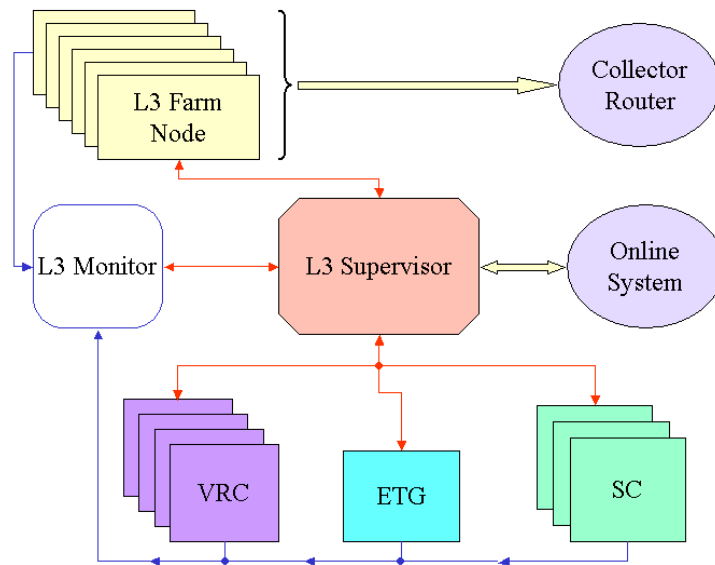 L3 Farm
Node
Collector
Router
L3 Monitor
L3 Supervisor
Online
System
VRC
ETG
SC